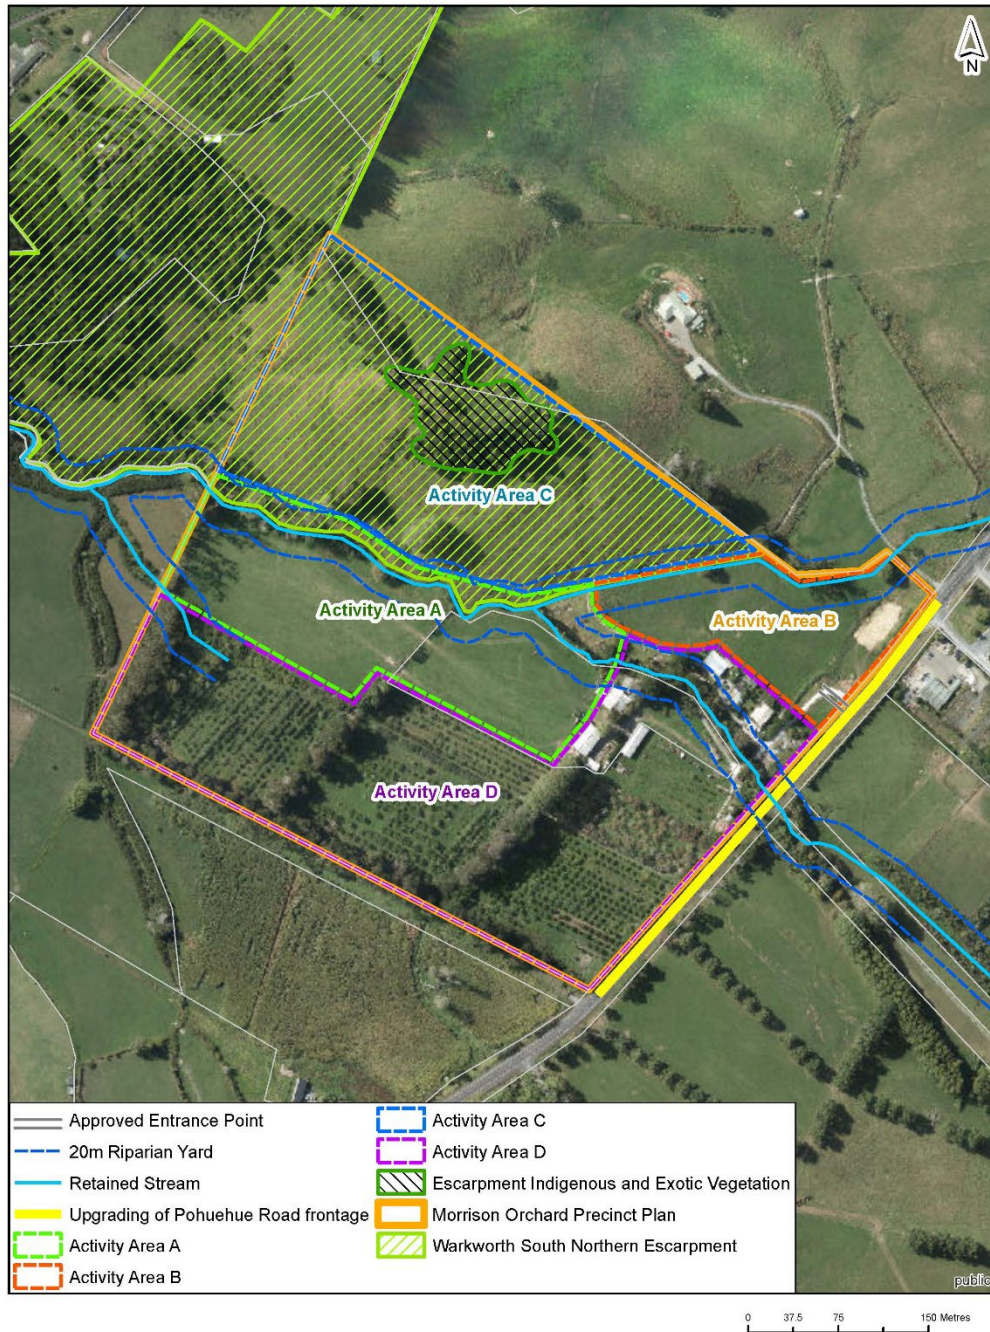 N
Activity Area C
Activity Area A
Activity Area B
Activity Area D
Approved Entrance Point
20m Riparian Yard
Retained Stream
Upgrading of Pohuehue Road frontage
Activity Area A
Activity Area B
Activity Area C
Activity Area D
Escarpment Indigenous and Exotic Vegetation
Morrison Orchard Precinct Plan
Warkworth South Northern Escarpment
public
0 37.5 75 150 Metres